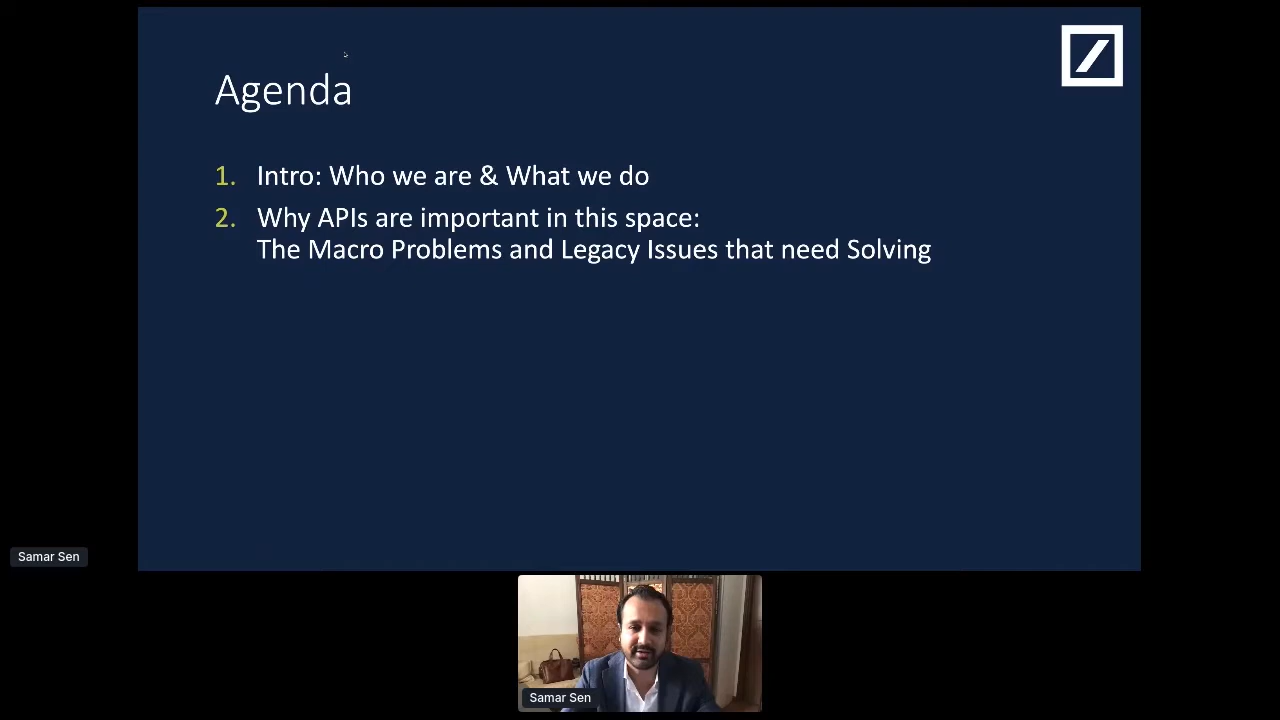 Agenda
1. Intro: Who we are & What we do
2. Why APIs are important in this space:
The Macro Problems and Legacy Issues that need Solving
Samar Sen
Samar Sen